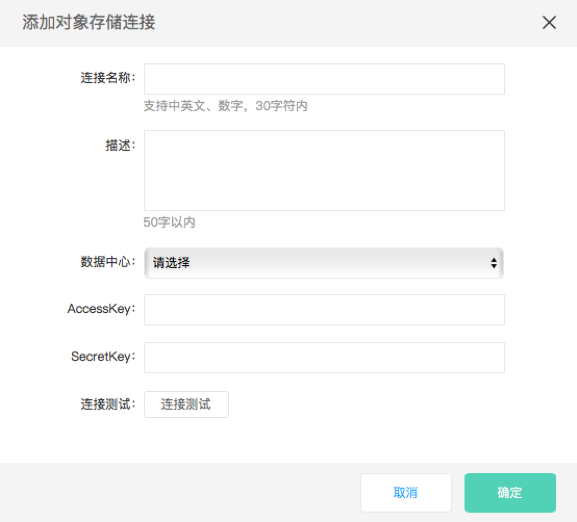 添加对象存储连接
连接名称：
支持中英文、数字，30字符内
描述：
50字以内
数据中心： 请选择
AccessKey：
SecretKey：
连接测试： 连接测试
取消 确定